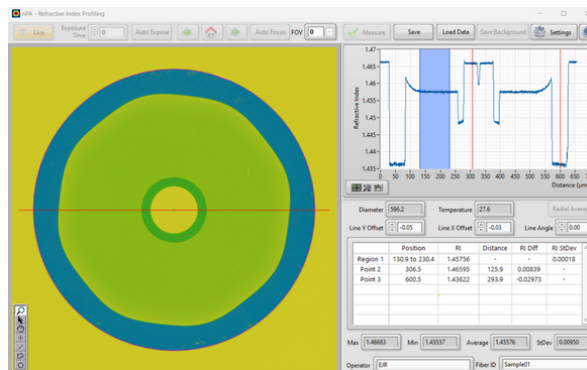 nPA - Refractive Index Profiling
Live Exposure Time 0 Auto Expose Auto Focus FOV 0 Measure Save Load Data Save Background Settings
1.47
1.465
1.46
1.455
1.45
1.445
1.44
1.435
Refractive Index
0 50 100 150 200 250 300 350 400 450 500 550 600 650
Distance (µm
Diameter 596.2 Temperature 27.6 Radial Avera
Line Y Offset -0.05 Line X Offset -0.03 Line Angle 0.00
Position RI Distance RI Diff RI StDev
Region 1 130.9 to 230.4 1.45756 - - 0.00018
Point 2 306.5 1.46595 125.9 0.00839 -
Point 3 600.5 1.43622 293.9 -0.02973 -
Max 1.46683 Min 1.43537 Average 1.45576 StDev 0.00950
Operator EJR Fiber ID Sample01